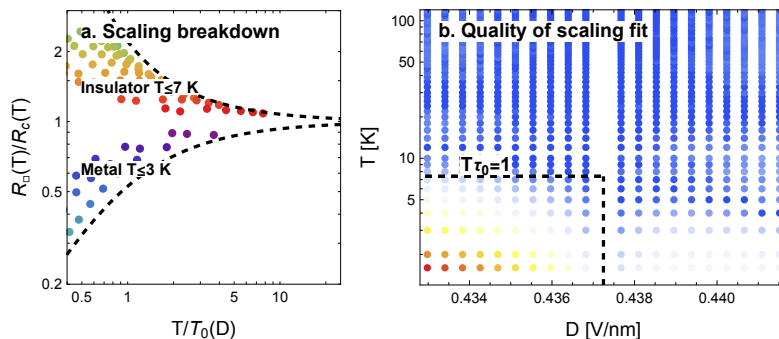 a. Scaling breakdown
2
1
0.5
0.2
R□(T)/Rc(T)
Insulator T≤7 K
Metal T≤3 K
0.5
1
5
10
T/T0(D)
b. Quality of scaling fit
100
50
10
5
T [K]
Tτ0=1
0.434
0.436
0.438
0.440
D [V/nm]